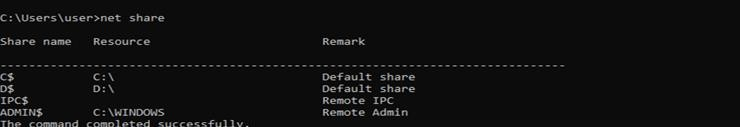 C:\Users\user>net share
Share name   Resource                        Remark
-------------------------------------------------------------------------------
C$           C:\                             Default share
D$           D:\                             Default share
IPC$                                         Remote IPC
ADMIN$       C:\WINDOWS                      Remote Admin
The command completed successfully.